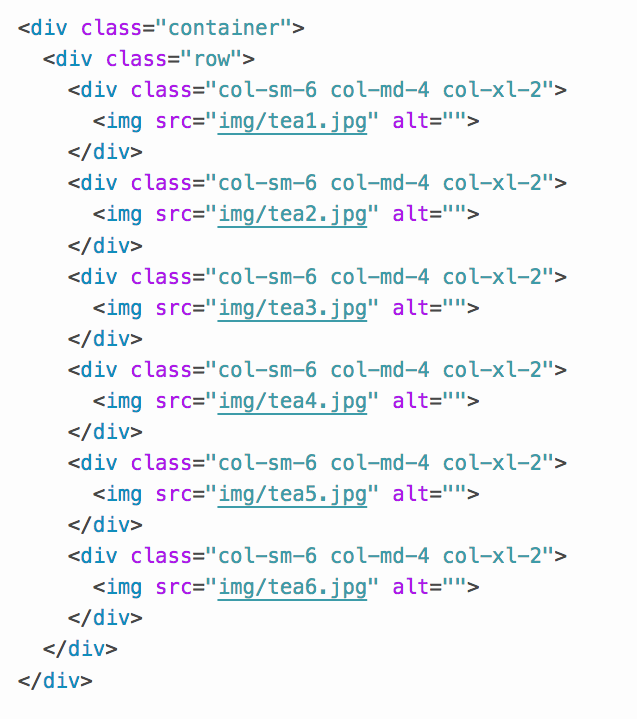 <div class="container">
  <div class="row">
    <div class="col-sm-6 col-md-4 col-xl-2">
      <img src="img/tea1.jpg" alt="">
    </div>
    <div class="col-sm-6 col-md-4 col-xl-2">
      <img src="img/tea2.jpg" alt="">
    </div>
    <div class="col-sm-6 col-md-4 col-xl-2">
      <img src="img/tea3.jpg" alt="">
    </div>
    <div class="col-sm-6 col-md-4 col-xl-2">
      <img src="img/tea4.jpg" alt="">
    </div>
    <div class="col-sm-6 col-md-4 col-xl-2">
      <img src="img/tea5.jpg" alt="">
    </div>
    <div class="col-sm-6 col-md-4 col-xl-2">
      <img src="img/tea6.jpg" alt="">
    </div>
  </div>
</div>